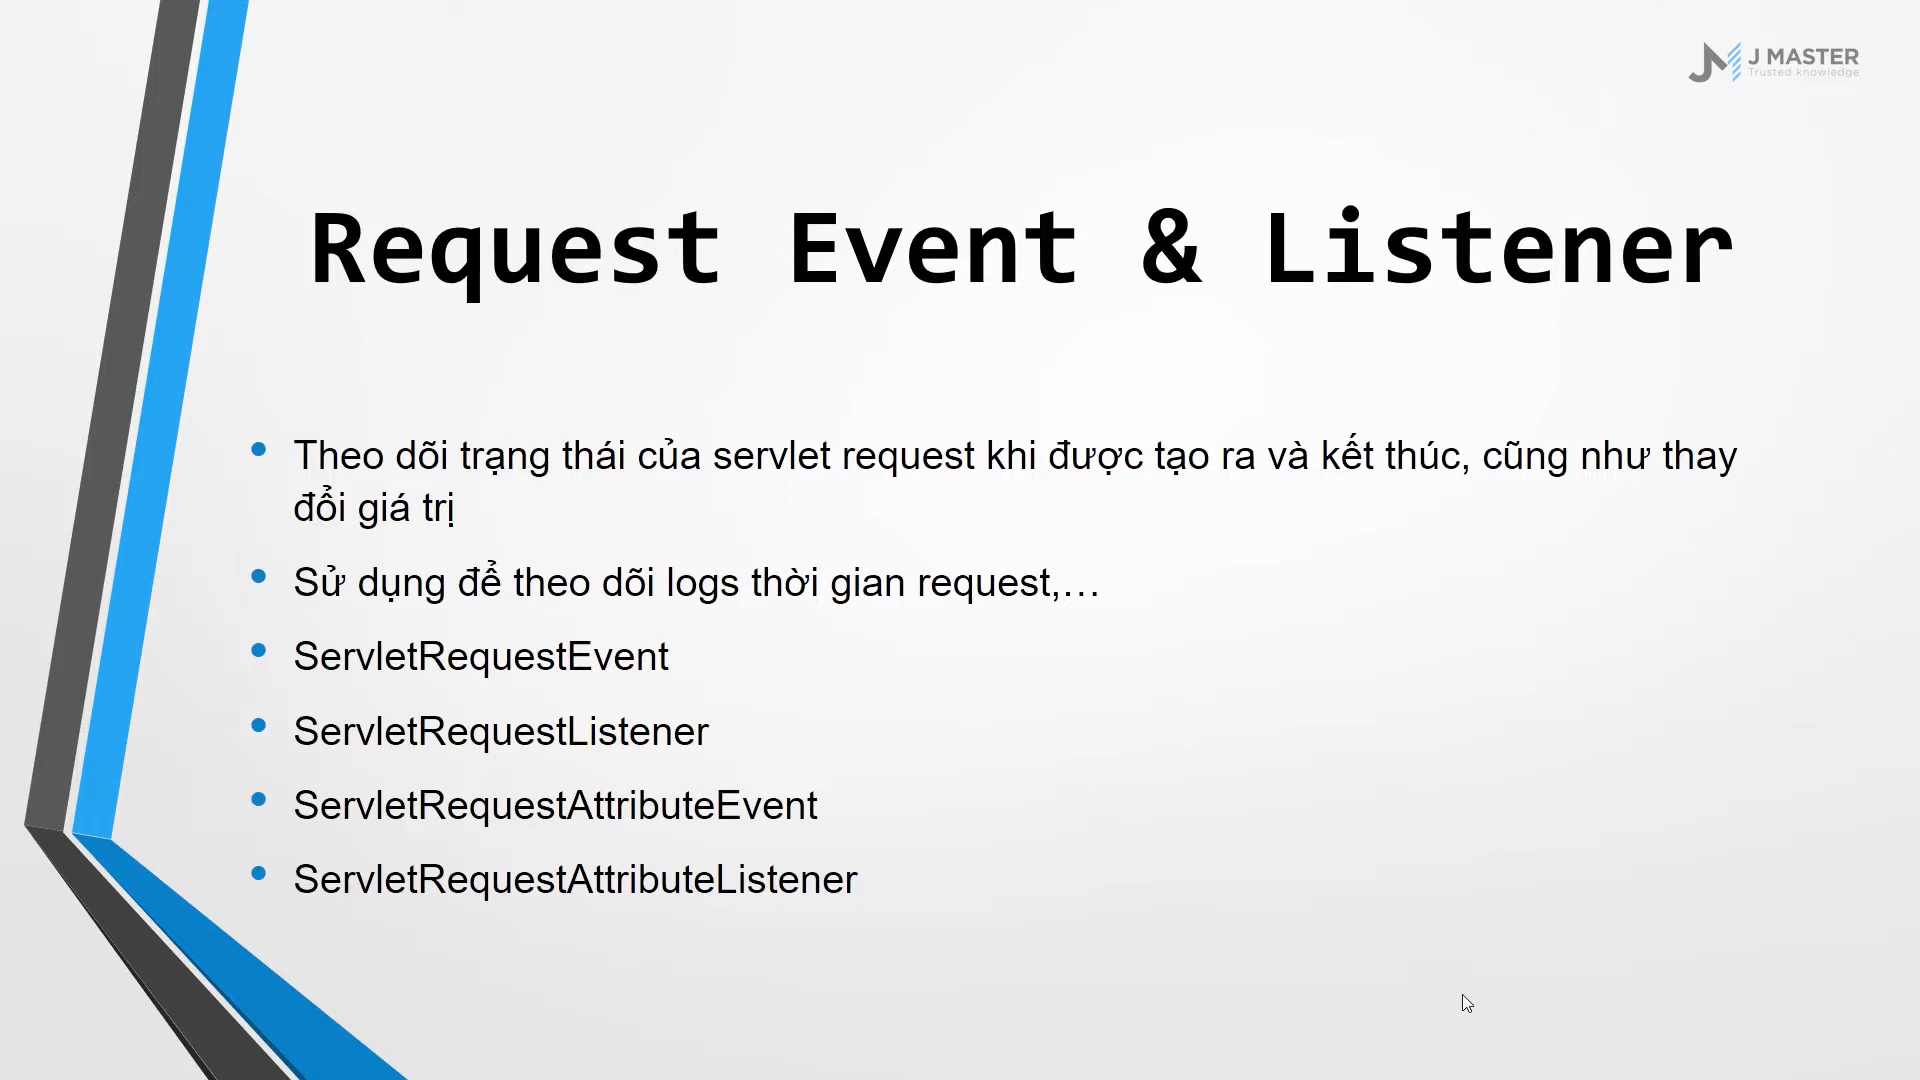 J MASTER
Trusted knowledge
Request Event & Listener
Theo dõi trạng thái của servlet request khi được tạo ra và kết thúc, cũng như thay
đổi giá trị
Sử dụng để theo dõi logs thời gian request,…
ServletRequestEvent
ServletRequestListener
ServletRequestAttributeEvent
ServletRequestAttributeListener